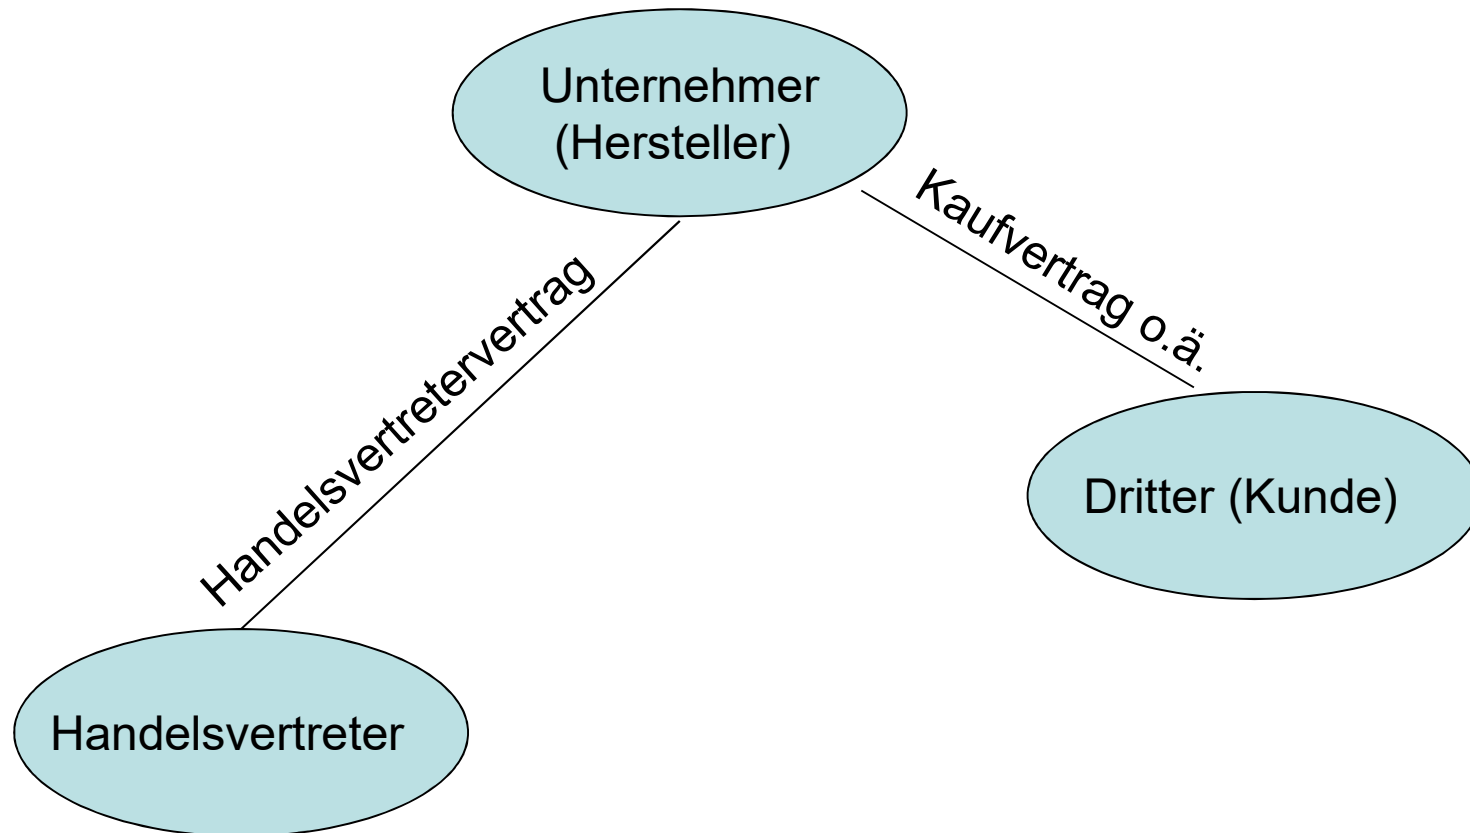 Unternehmer
(Hersteller)
Kaufvertrag o.ä.
Handelsvertretervertrag
Dritter (Kunde)
Handelsvertreter